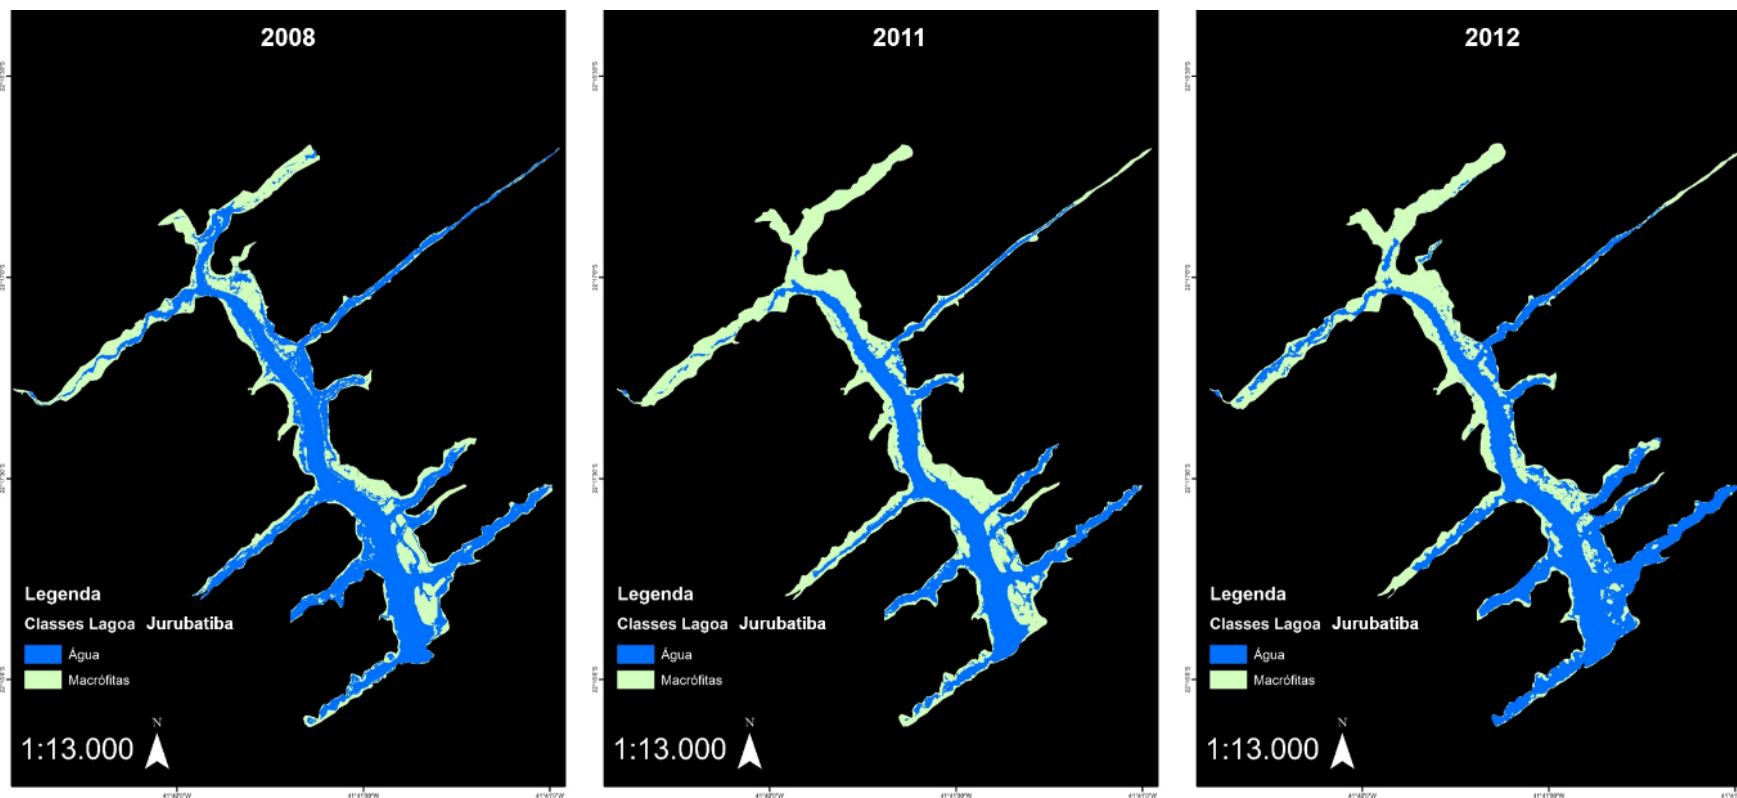 2008
Legenda
Classes Lagoa Jurubatiba
Água
Macrófitas
N
1:13.000
2011
Legenda
Classes Lagoa Jurubatiba
Água
Macrófitas
N
1:13.000
2012
Legenda
Classes Lagoa Jurubatiba
Água
Macrófitas
N
1:13.000